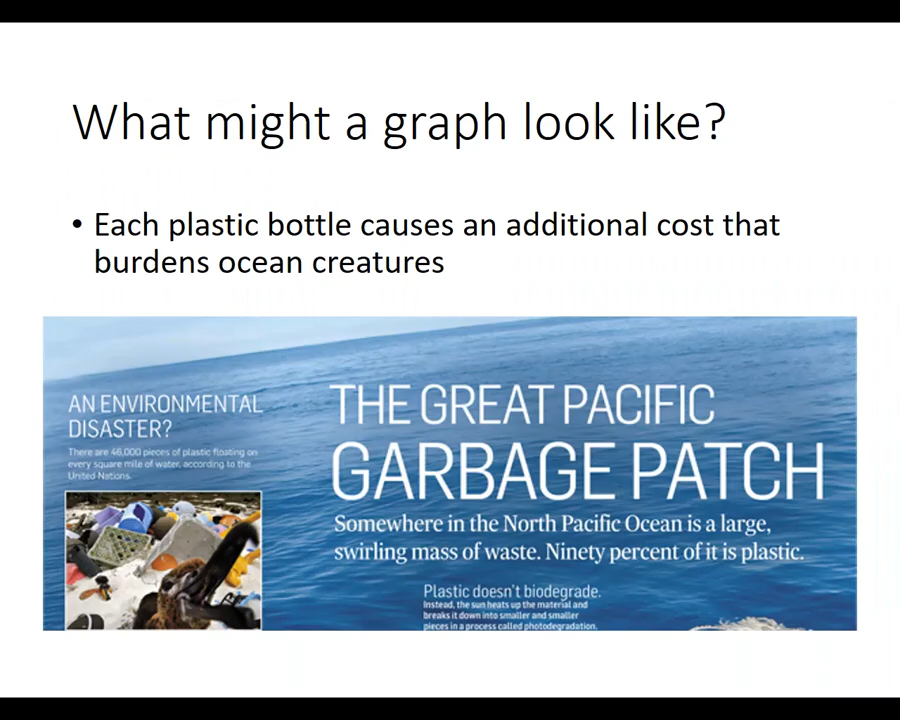 What might a graph look like?
• Each plastic bottle causes an additional cost that
burdens ocean creatures
AN ENVIRONMENTAL
DISASTER?
There are 46,000 pieces of plastic floating on
every square mile of water, according to the
United Nations.
THE GREAT PACIFIC
GARBAGE PATCH
Somewhere in the North Pacific Ocean is a large,
swirling mass of waste. Ninety percent of it is plastic.
Plastic doesn't biodegrade.
Instead, the sun heats up the material and
breaks it down into smaller and smaller
pieces in a process called photodegradation.